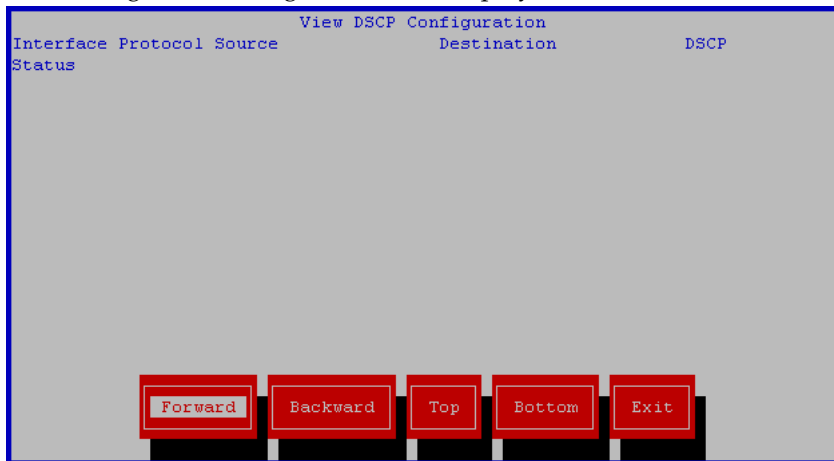 View DSCP Configuration
Interface Protocol Source Destination DSCP
Status
Forward Backward Top Bottom Exit